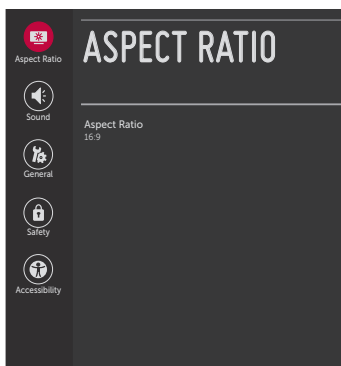 Aspect Ratio
Sound
General
Safety
Accessibility
ASPECT RATIO
Aspect Ratio
16:9